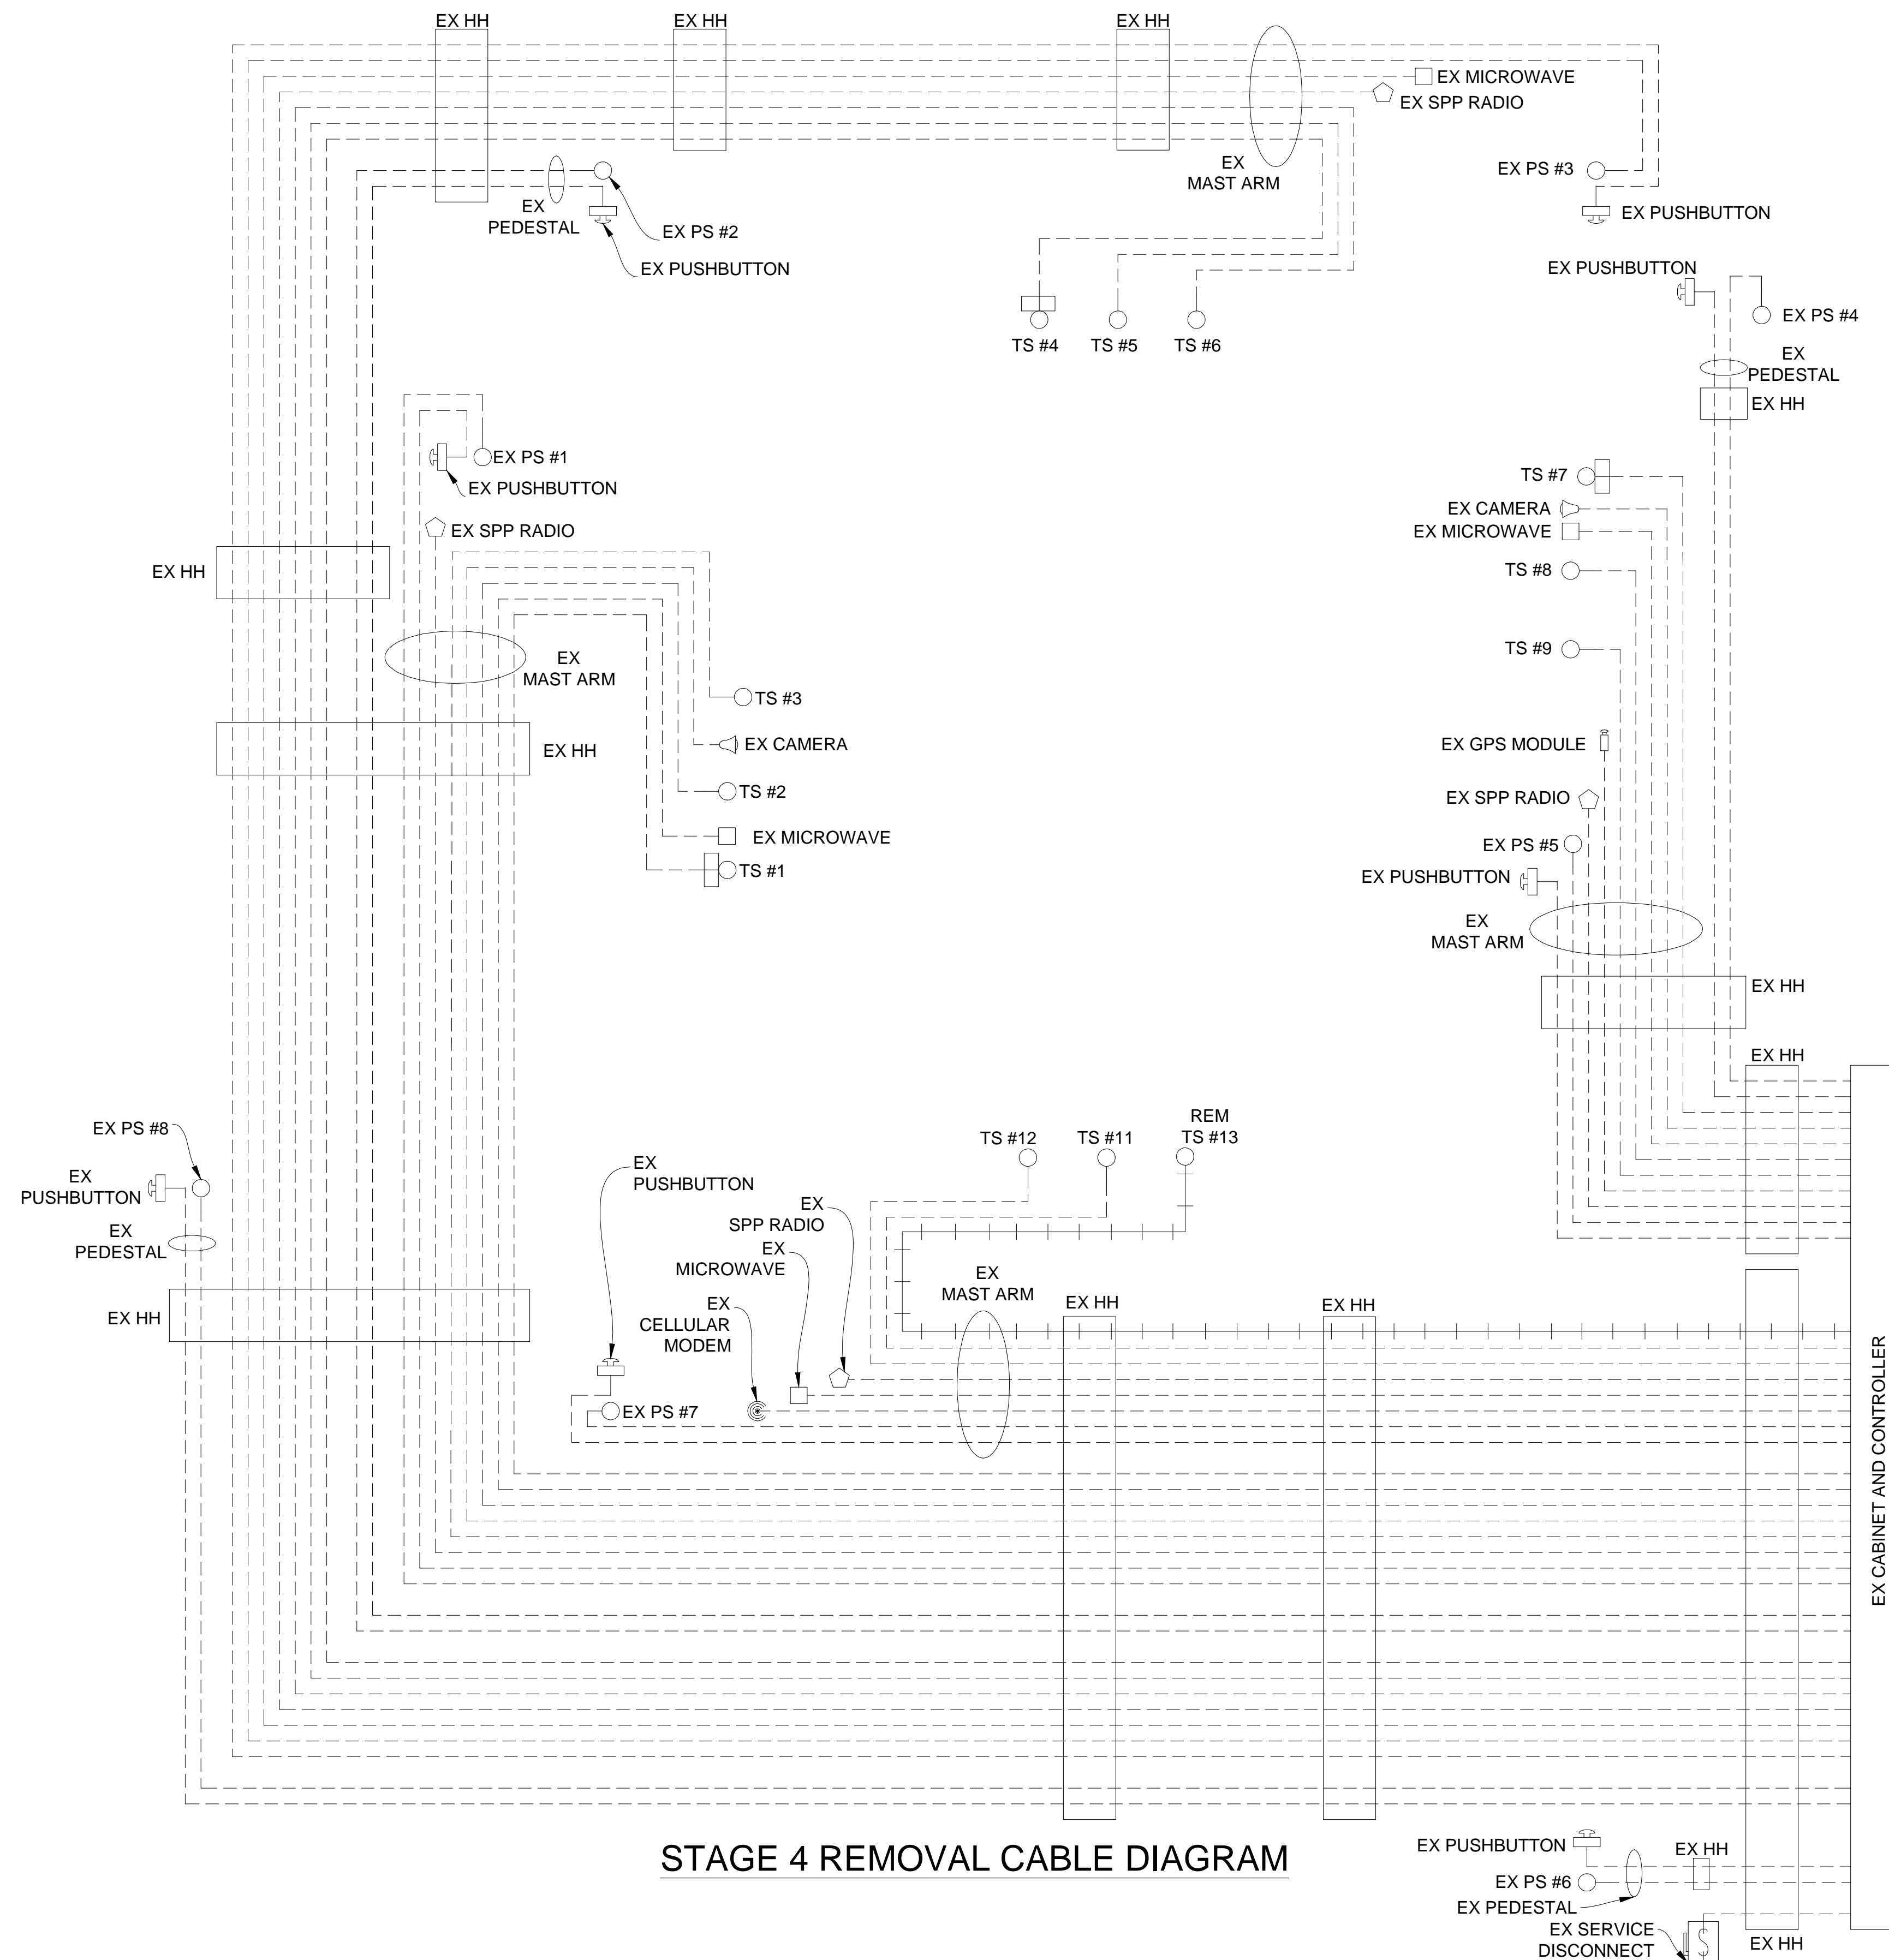 EX HH
EX HH
EX HH
EX MICROWAVE
EX SPP RADIO
EX
MAST ARM
EX PS #3
EX PUSHBUTTON
EX
PEDESTAL
EX PS #2
EX PUSHBUTTON
EX PUSHBUTTON
EX PS #4
TS #4
TS #5
TS #6
EX
PEDESTAL
EX HH
EX PS #1
EX PUSHBUTTON
EX SPP RADIO
EX HH
TS #7
EX CAMERA
EX MICROWAVE
TS #8
TS #9
EX
MAST ARM
TS #3
EX HH
EX CAMERA
TS #2
EX MICROWAVE
TS #1
EX GPS MODULE
EX SPP RADIO
EX PS #5
EX PUSHBUTTON
EX
MAST ARM
EX HH
EX HH
EX PS #8
EX
PUSHBUTTON
EX
PEDESTAL
EX HH
EX
PUSHBUTTON
EX
SPP RADIO
EX
MICROWAVE
EX
CELLULAR
MODEM
TS #12
TS #11
REM
TS #13
EX
MAST ARM
EX HH
EX HH
EX PS #7
EX CABINET AND CONTROLLER
STAGE 4 REMOVAL CABLE DIAGRAM
EX PUSHBUTTON
EX HH
EX PS #6
EX PEDESTAL
EX SERVICE
DISCONNECT
S
EX HH